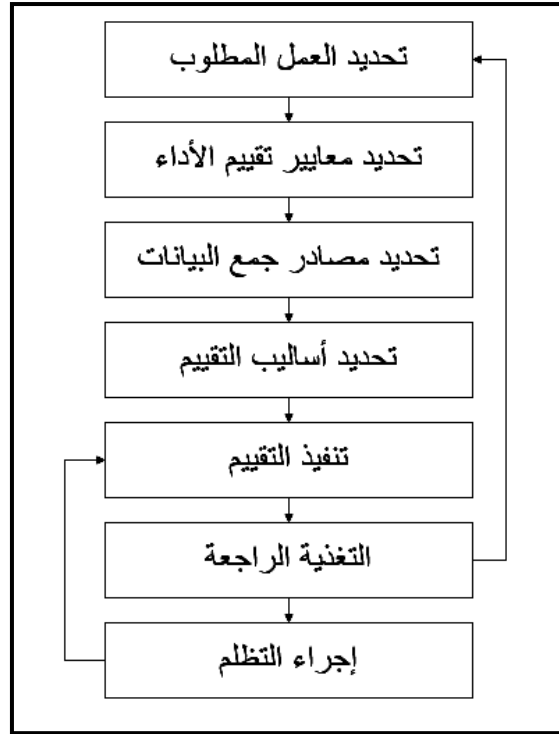 تحديد العمل المطلوب
تحديد معايير تقييم الأداء
تحديد مصادر جمع البيانات
تحديد أساليب التقييم
تنفيذ التقييم
التغذية الراجعة
إجراء التظلم